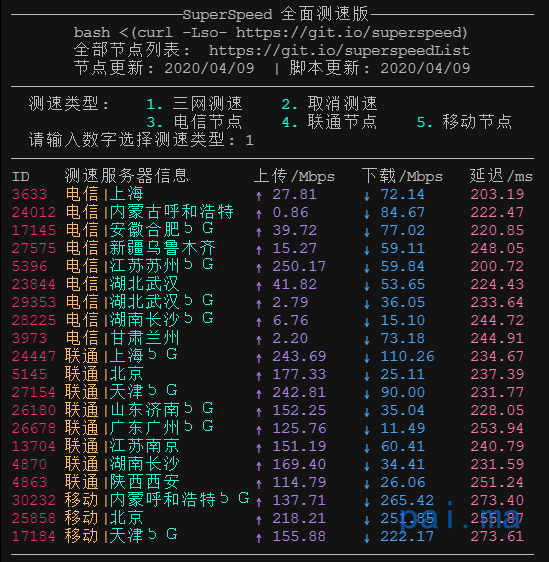 SuperSpeed 全面测速版
bash <(curl -Lso- https://git.io/superspeed)
全部节点列表: https://git.io/superspeedList
节点更新: 2020/04/09 | 脚本更新: 2020/04/09
测速类型: 1. 三网测速 2. 取消测速
3. 电信节点 4. 联通节点 5. 移动节点
请输入数字选择测速类型: 1
ID 测速服务器信息 上传/Mbps 下载/Mbps 延迟/ms
3633 电信|上海 ↑ 27.81 ↓ 72.14 203.19
24012 电信|内蒙古呼和浩特 ↑ 0.86 ↓ 84.67 222.47
17145 电信|安徽合肥5G ↑ 39.72 ↓ 77.02 220.85
27575 电信|新疆乌鲁木齐 ↑ 15.27 ↓ 59.11 248.05
5396 电信|江苏苏州5G ↑ 250.17 ↓ 59.84 200.72
23844 电信|湖北武汉 ↑ 41.82 ↓ 53.65 224.43
29353 电信|湖北武汉5G ↑ 2.79 ↓ 36.05 233.64
28225 电信|湖南长沙5G ↑ 6.76 ↓ 15.10 244.72
3973 电信|甘肃兰州 ↑ 2.20 ↓ 73.18 244.91
24447 联通|上海5G ↑ 243.69 ↓ 110.26 234.67
5145 联通|北京 ↑ 177.33 ↓ 25.11 237.39
27154 联通|天津5G ↑ 242.81 ↓ 90.00 231.77
26180 联通|山东济南5G ↑ 152.25 ↓ 35.04 228.05
26678 联通|广东广州5G ↑ 125.76 ↓ 11.49 253.94
13704 联通|江苏南京 ↑ 151.19 ↓ 60.41 240.79
4870 联通|湖南长沙 ↑ 169.40 ↓ 34.41 231.59
4863 联通|陕西西安 ↑ 114.79 ↓ 26.06 251.24
30232 移动|内蒙呼和浩特5G ↑ 137.71 ↓ 265.42 273.40
25858 移动|北京 ↑ 218.21 ↓ 251.85 255.87
17184 移动|天津5G ↑ 155.88 ↓ 222.17 273.61
pai.ma